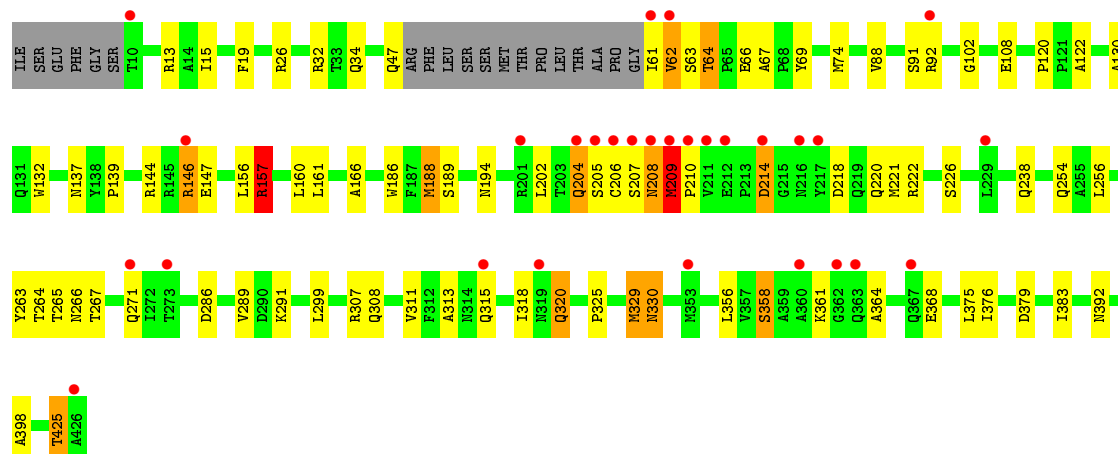 ILE SER GLU PHE GLY SER T10 R13 A14 I15 F19 R26 R32 T33 Q34 Q47 ARG PHE LEU SER SER MET THR PRO LEU THR THR ALA PRO GLY I61 V62 S63 T64 P65 E66 A67 P68 Y69 M74 V88 S91 R92 G102 E108 P120 P121 A122 A130
Q131 W132 N137 Y138 P139 R144 R145 R146 E147 L156 R157 L160 L161 A166 W186 F187 M188 S189 N194 R201 L202 T203 Q204 S205 C206 S207 N208 M209 P210 V211 E212 P213 D214 G215 N216 Y217 D218 Q219 Q220 M221 R222 S226 L229 Q238 Q254 A255 L256
Y263 T264 T265 N266 T267 Q271 I272 T273 D286 V289 D290 K291 L299 R307 Q308 V311 F312 A313 N314 Q315 I318 N319 Q320 P325 M329 N330 M353 L356 V357 S358 A359 A360 K361 G362 Q363 A364 Q367 E368 L375 I376 D379 I383 N392
A398 T425 A426